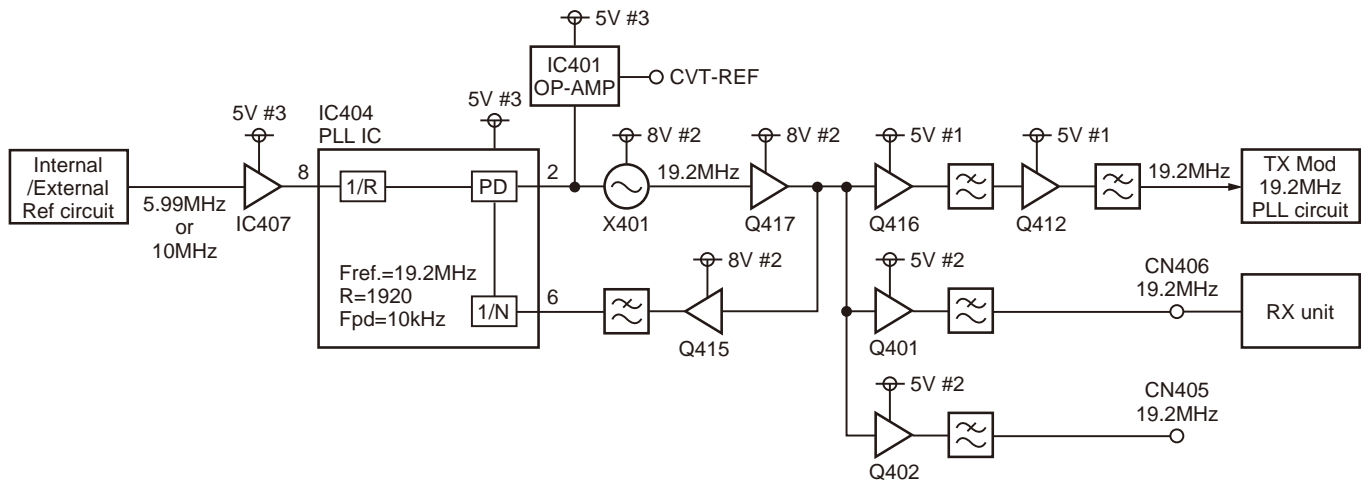 5V #3
IC401
OP-AMP
CVT-REF
5V #3
IC404
PLL IC
5V #3
8V #2
8V #2
5V #1
5V #1
Internal
/External
Ref circuit
8
1/R
PD
2
19.2MHz
19.2MHz
TX Mod
19.2MHz
PLL circuit
5.99MHz
or
10MHz
IC407
X401
Q417
Q416
Q412
Fref.=19.2MHz
R=1920
Fpd=10kHz
1/N
6
8V #2
Q415
5V #2
Q401
CN406
19.2MHz
RX unit
5V #2
Q402
CN405
19.2MHz